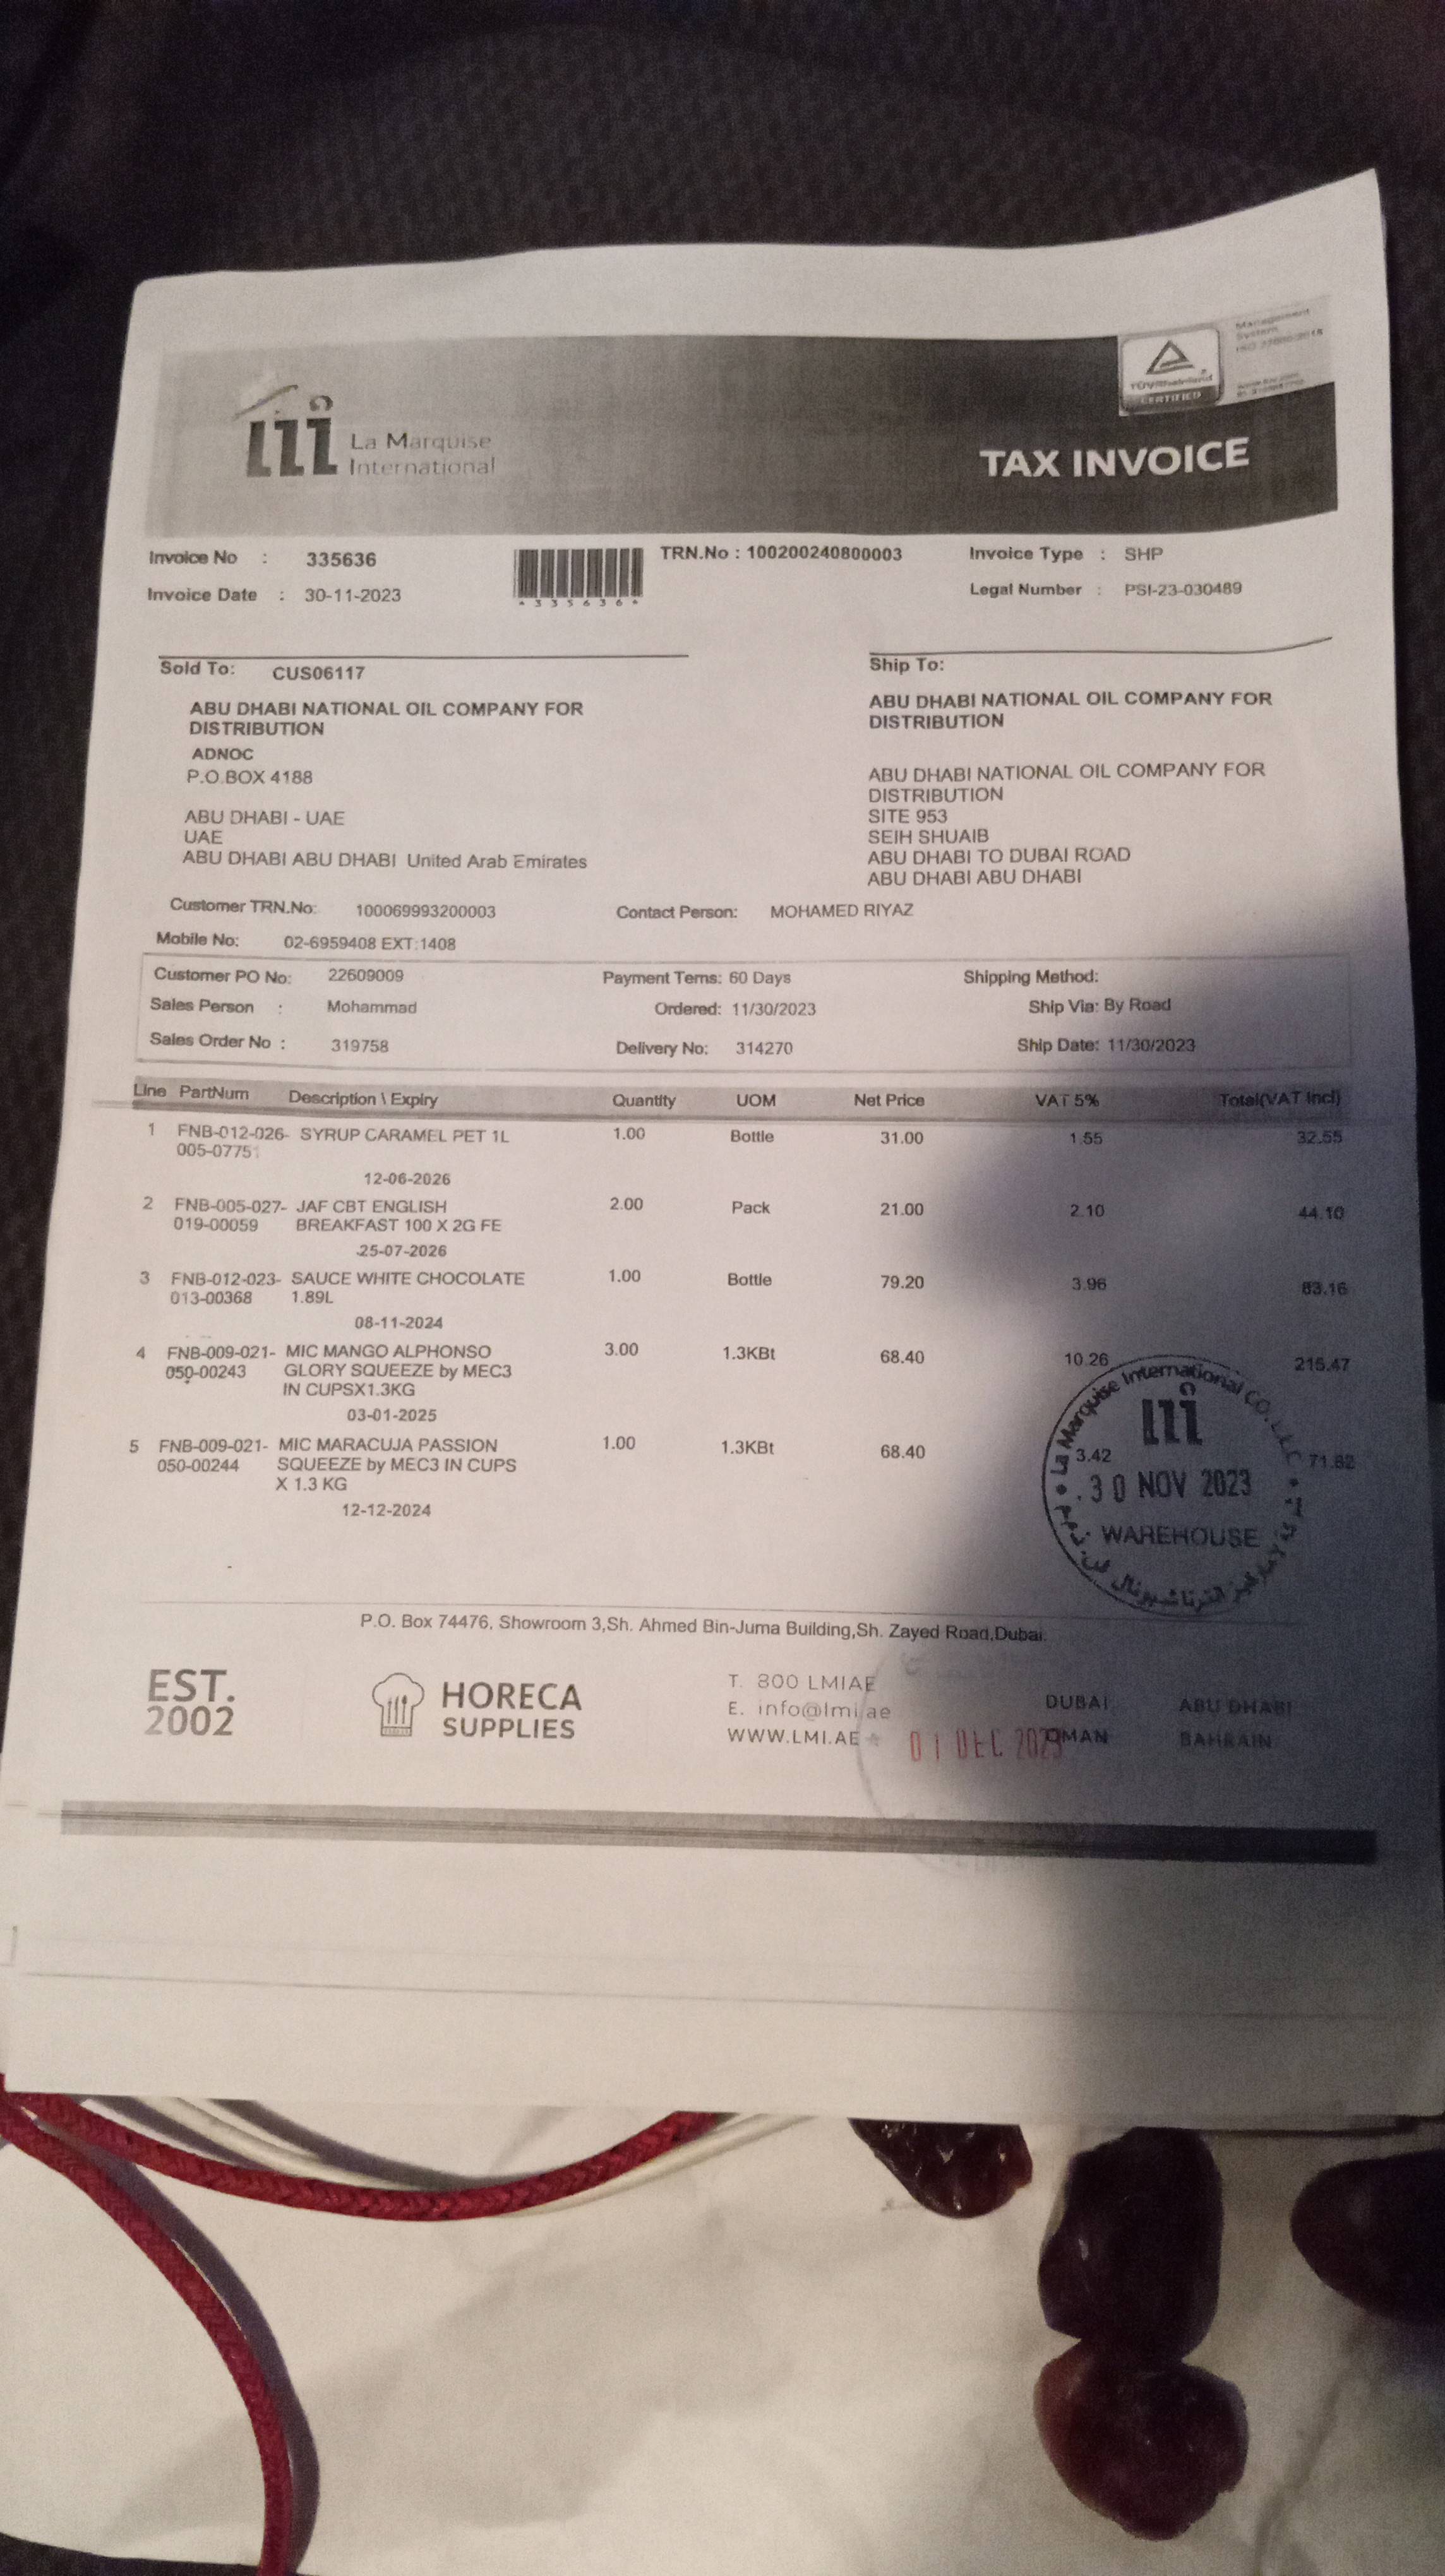 La Marquise
International
TÜVRheinland
CERTIFIED
Management
System
TAX INVOICE
Invoice No : 335636
*335636*
TRN.No : 100200240800003
Invoice Type : SHP
Invoice Date : 30-11-2023
Legal Number : PSI-23-030489
Sold To: CUS06117
ABU DHABI NATIONAL OIL COMPANY FOR
DISTRIBUTION
ADNOC
P.O.BOX 4188
ABU DHABI - UAE
UAE
ABU DHABI ABU DHABI United Arab Emirates
Ship To:
ABU DHABI NATIONAL OIL COMPANY FOR
DISTRIBUTION
ABU DHABI NATIONAL OIL COMPANY FOR
DISTRIBUTION
SITE 953
SEIH SHUAIB
ABU DHABI TO DUBAI ROAD
ABU DHABI ABU DHABI
Customer TRN.No: 100069993200003 Contact Person: MOHAMED RIYAZ
Mobile No: 02-6959408 EXT:1408
Customer PO No: 22609009 Payment Terns: 60 Days Shipping Method:
Sales Person : Mohammad Ordered: 11/30/2023 Ship Via: By Road
Sales Order No : 319758 Delivery No: 314270 Ship Date: 11/30/2023
Line PartNum Description \ Expiry Quantity UOM Net Price VAT 5% Total(VAT Incl)
1 FNB-012-026- SYRUP CARAMEL PET 1L 1.00 Bottle 31.00 1.55 32.55
005-07751
12-06-2026
2 FNB-005-027- JAF CBT ENGLISH 2.00 Pack 21.00 2.10 44.10
019-00059 BREAKFAST 100 X 2G FE
25-07-2026
3 FNB-012-023- SAUCE WHITE CHOCOLATE 1.00 Bottle 79.20 3.96 83.16
013-00368 1.89L
08-11-2024
4 FNB-009-021- MIC MANGO ALPHONSO 3.00 1.3KBt 68.40 10.26 215.47
050-00243 GLORY SQUEEZE by MEC3
IN CUPSX1.3KG
03-01-2025
5 FNB-009-021- MIC MARACUJA PASSION 1.00 1.3KBt 68.40 3.42 71.82
050-00244 SQUEEZE by MEC3 IN CUPS
X 1.3 KG
12-12-2024
La Marquise International CO. L.L.C
30 NOV 2023
WAREHOUSE
P.O. Box 74476, Showroom 3,Sh. Ahmed Bin-Juma Building,Sh. Zayed Road,Dubai.
EST.
2002
HORECA
SUPPLIES
T. 800 LMIAE
E. info@lmi.ae
WWW.LMI.AE
01 DEC 2023
DUBAI ABU DHABI
OMAN BAHRAIN